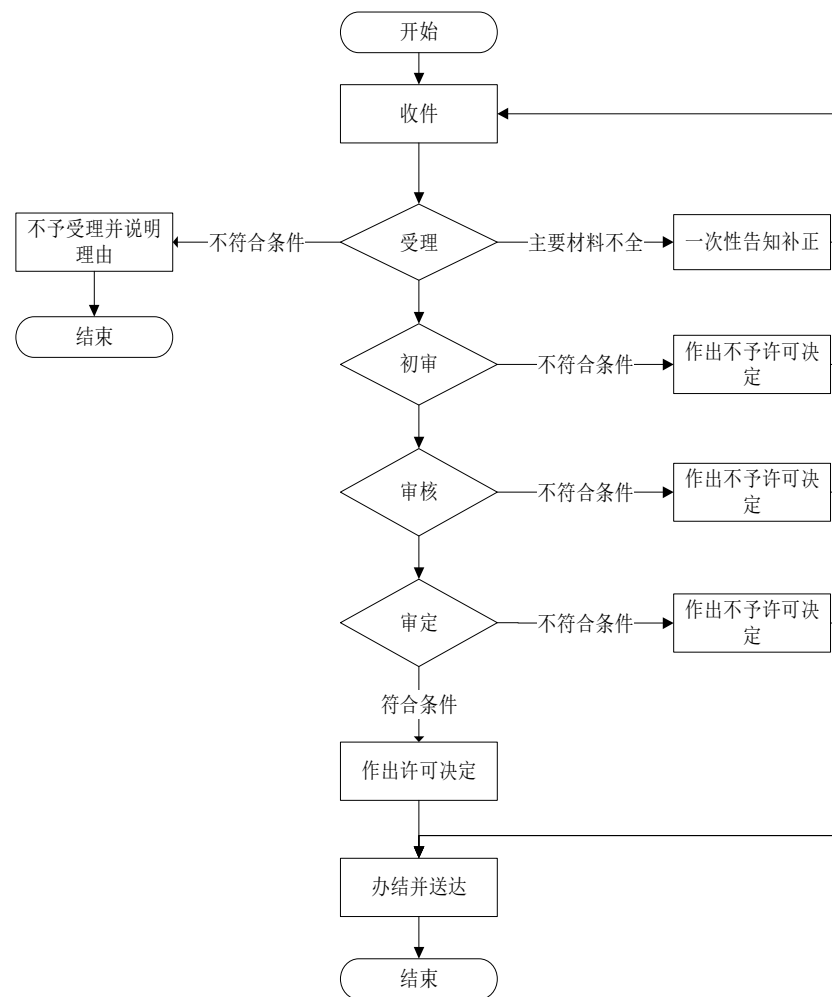 开始
收件
不予受理并说明
理由
不符合条件
受理
主要材料不全
一次性告知补正
结束
初审
不符合条件
作出不予许可决
定
审核
不符合条件
作出不予许可决
定
审定
不符合条件
作出不予许可决
定
符合条件
作出许可决定
办结并送达
结束